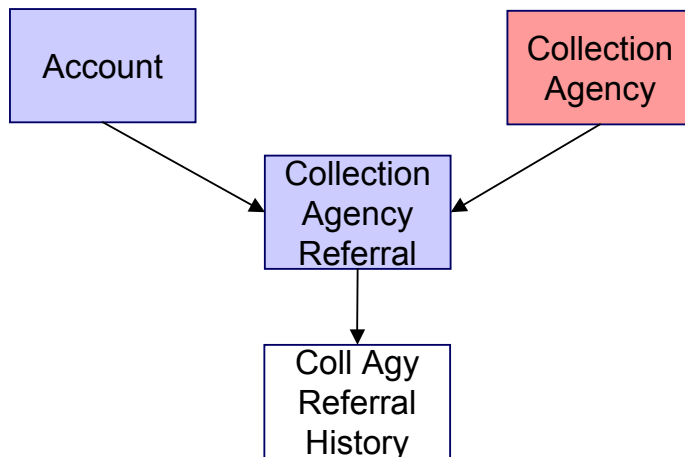 Account
Collection
Agency
Collection
Agency
Referral
Coll Agy
Referral
History